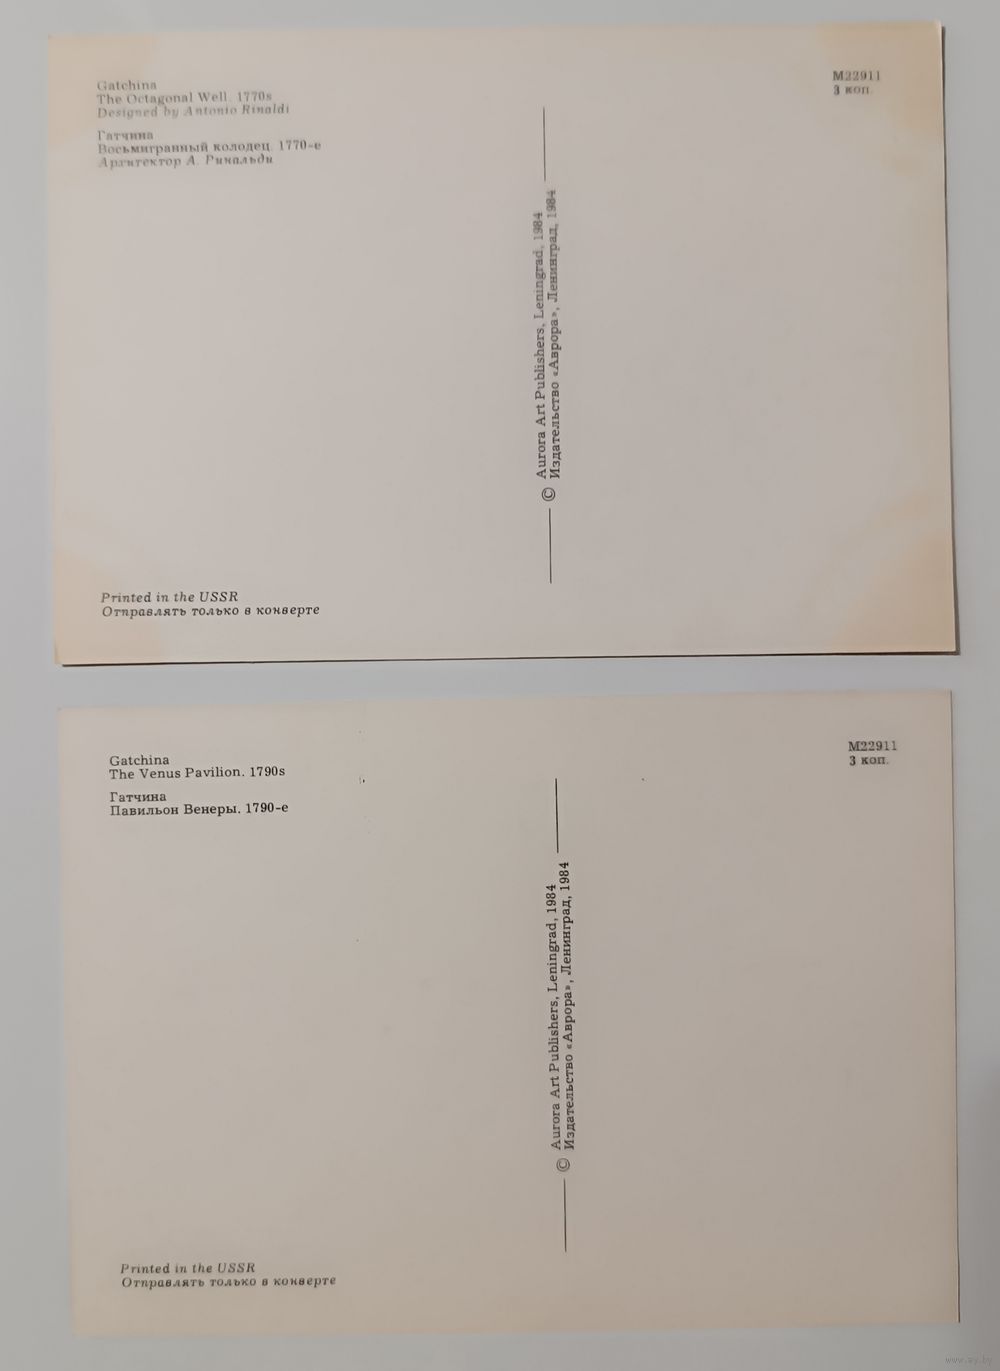 Gatchina
The Octagonal Well. 1770s
Designed by Antonio Rinaldi
Гатчина
Восьмигранный колодец. 1770-е
Архитектор А. Ринальди
М22911
3 коп.
© Aurora Art Publishers, Leningrad, 1984
Издательство «Аврора», Ленинград, 1984
Printed in the USSR
Отправлять только в конверте
Gatchina
The Venus Pavilion. 1790s
Гатчина
Павильон Венеры. 1790-е
М22911
3 коп.
© Aurora Art Publishers, Leningrad, 1984
Издательство «Аврора», Ленинград, 1984
Printed in the USSR
Отправлять только в конверте